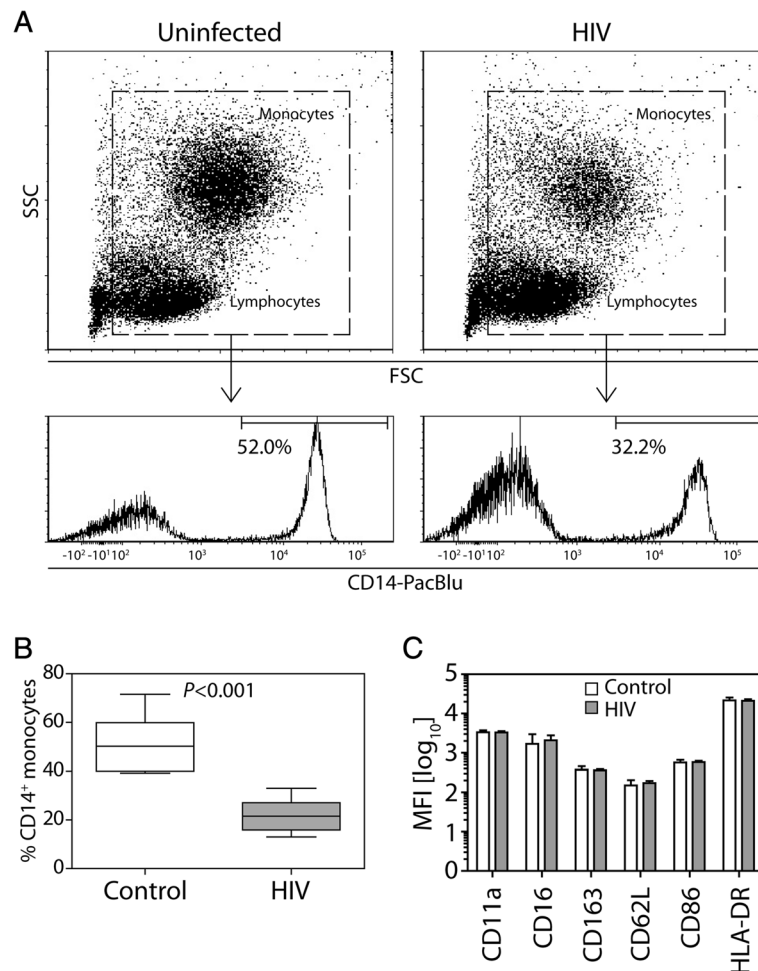 A
Uninfected
HIV
SSC
Monocytes
Lymphocytes
Monocytes
Lymphocytes
FSC
52.0%
32.2%
-10² -10¹ 10² 10³ 10⁴ 10⁵
-10² -10¹ 10² 10³ 10⁴ 10⁵
CD14-PacBlu
B
% CD14⁺ monocytes
80
60
40
20
0
P<0.001
Control
HIV
C
MFI [log₁₀]
5
4
3
2
1
0
Control
HIV
CD11a
CD16
CD163
CD62L
CD86
HLA-DR